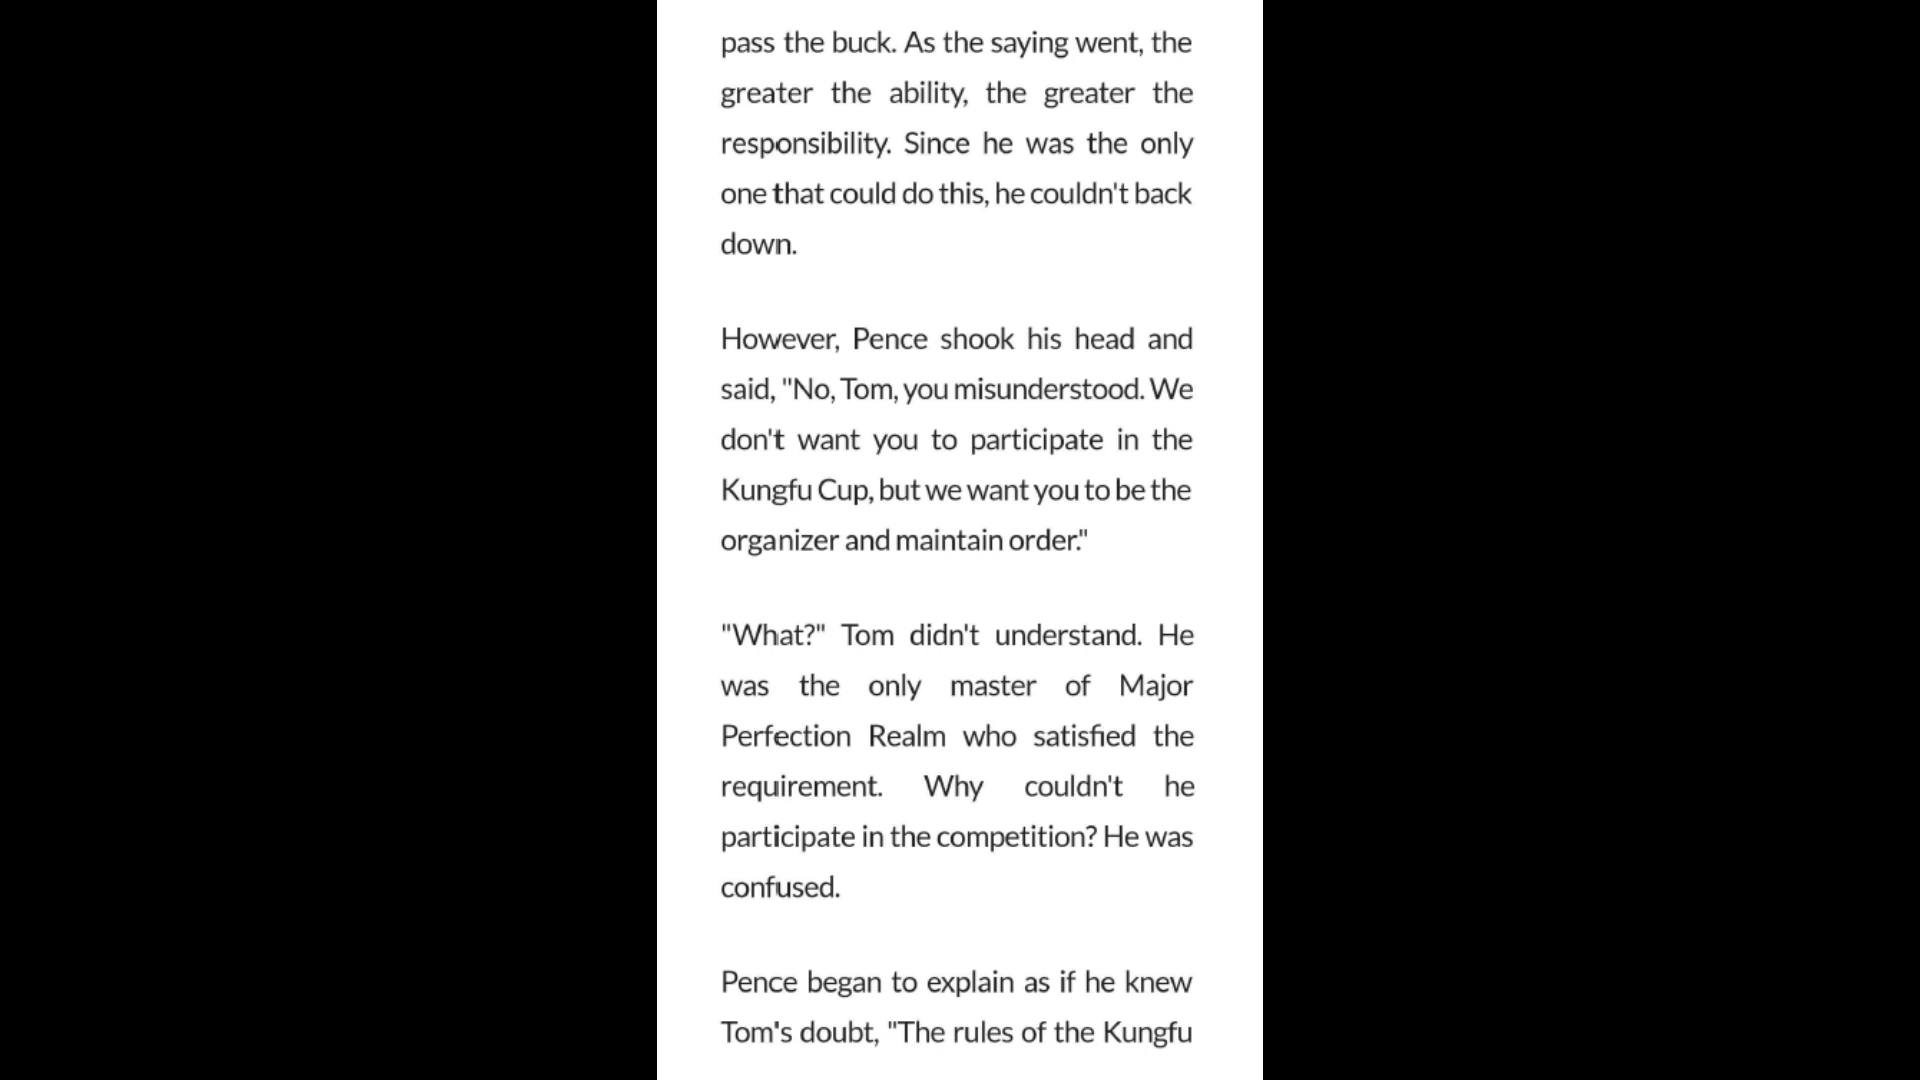 pass the buck. As the saying went, the
greater the ability, the greater the
responsibility. Since he was the only
one that could do this, he couldn't back
down.
However, Pence shook his head and
said, "No, Tom, you misunderstood. We
don't want you to participate in the
Kungfu Cup, but we want you to be the
organizer and maintain order."
"What?" Tom didn't understand. He
was the only master of Major
Perfection Realm who satisfied the
requirement. Why couldn't he
participate in the competition? He was
confused.
Pence began to explain as if he knew
Tom's doubt, "The rules of the Kungfu